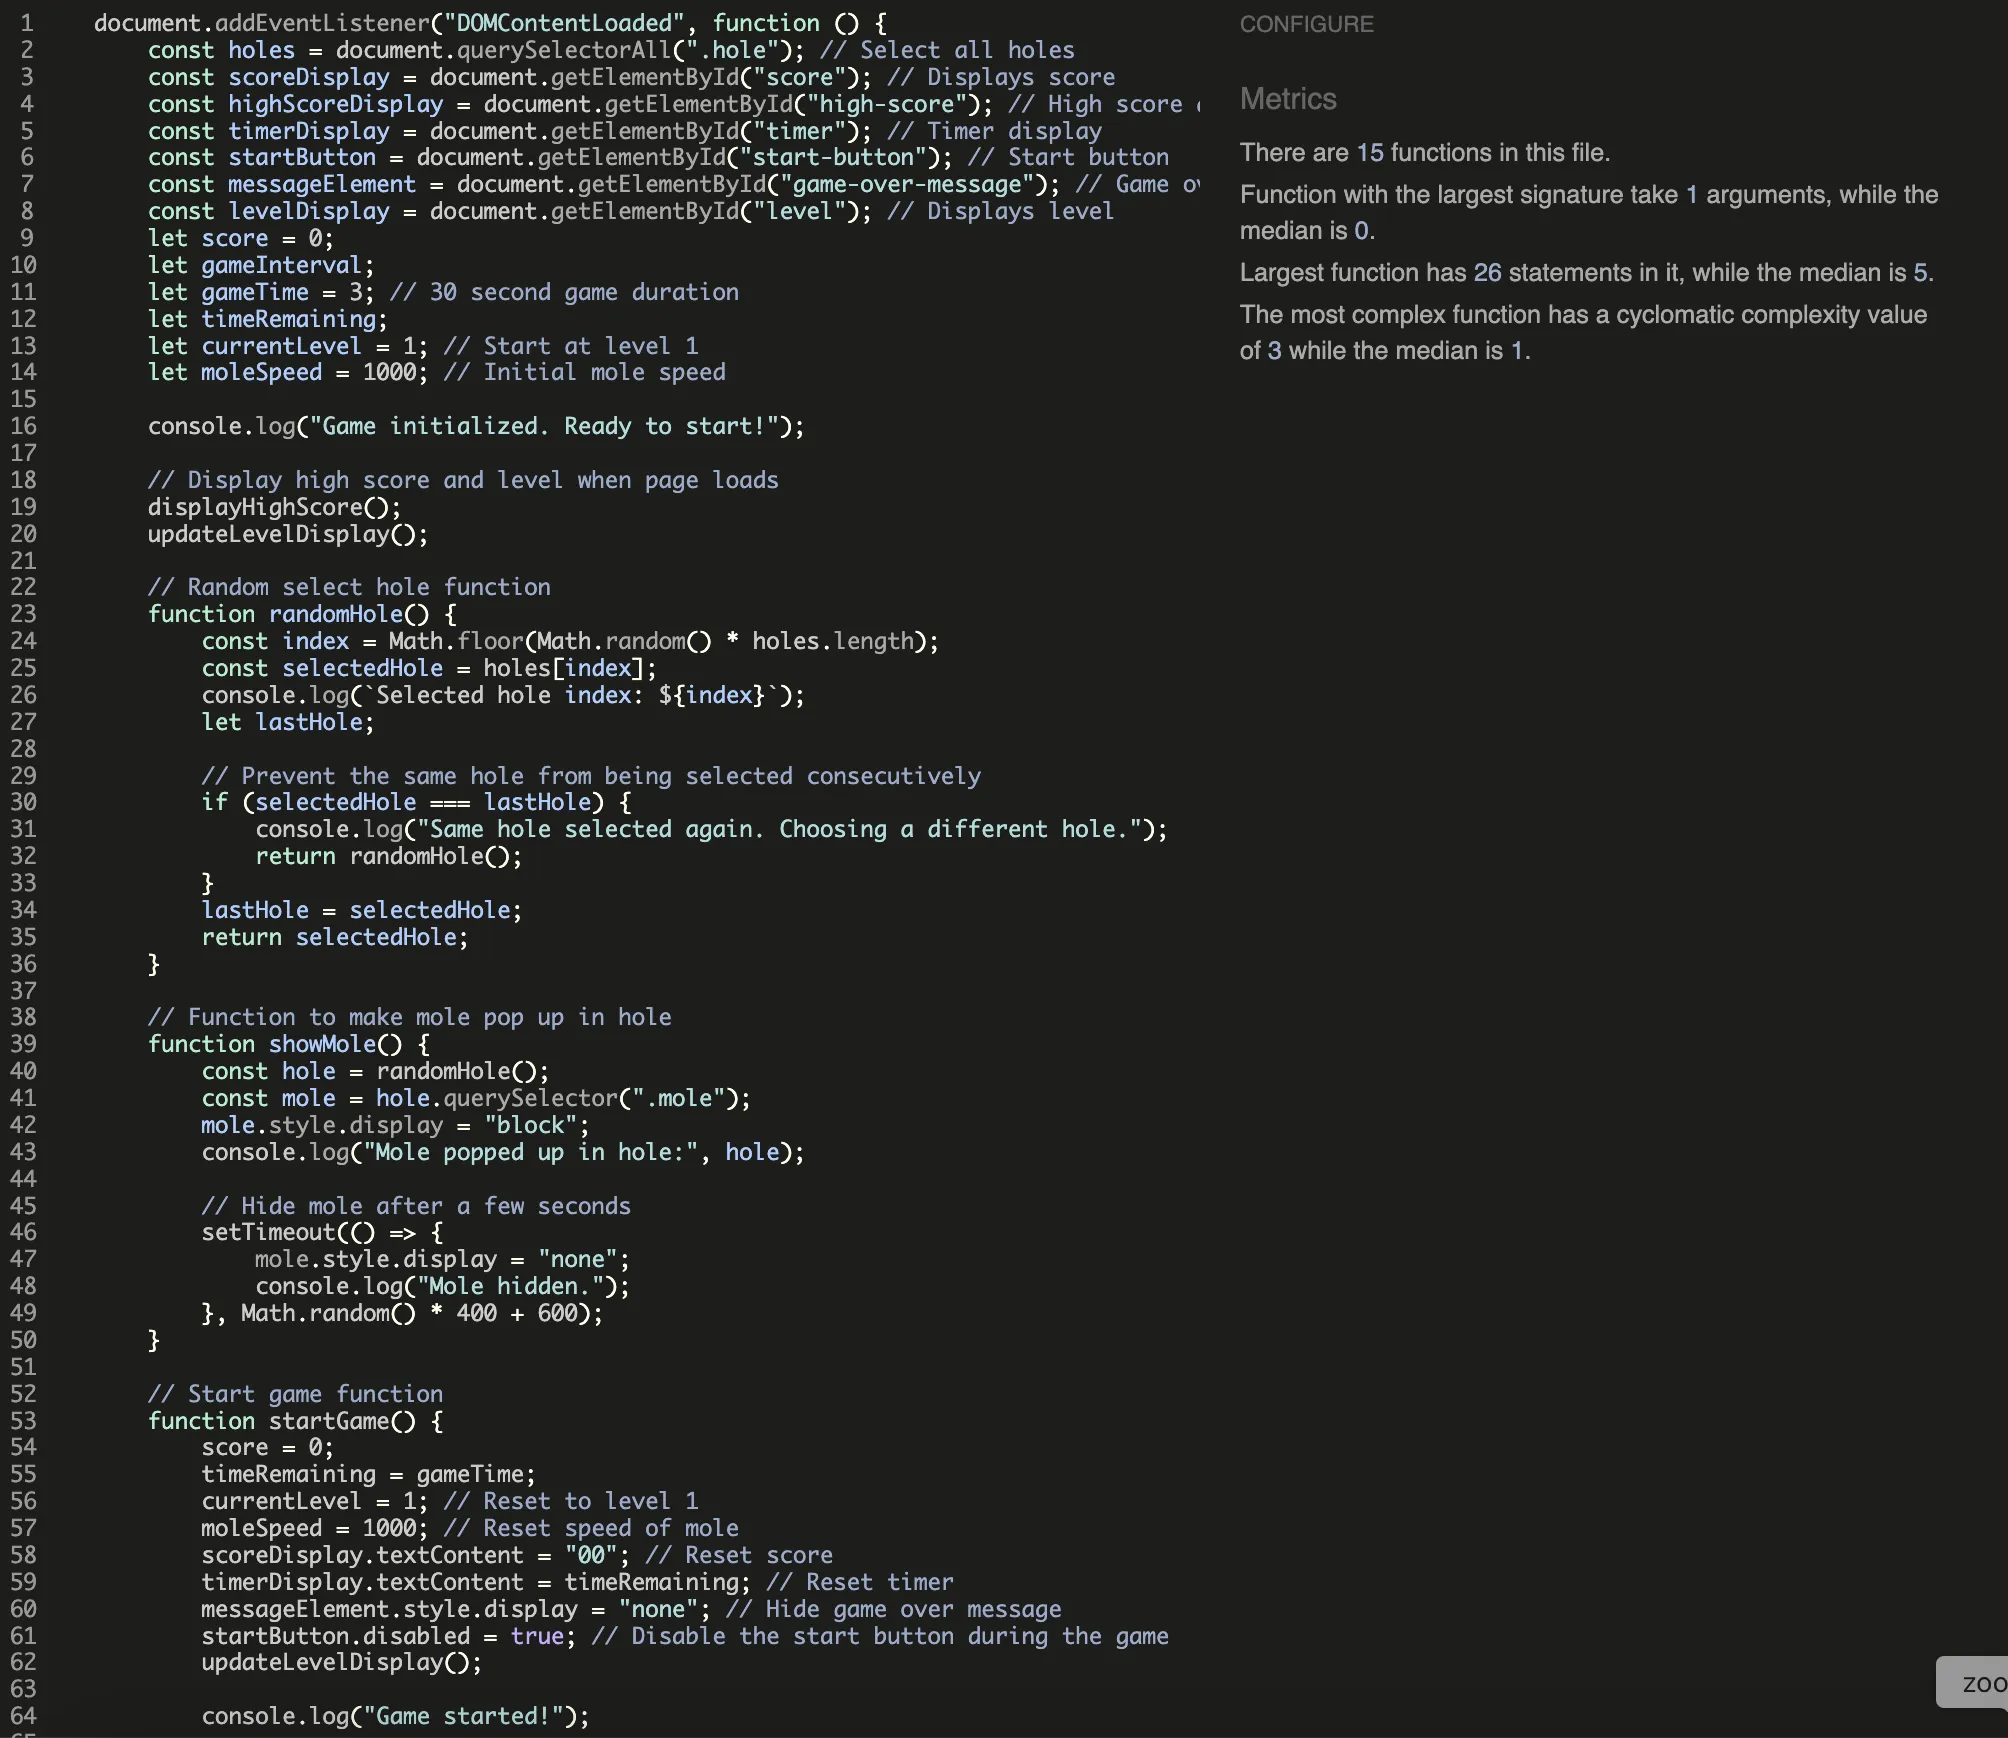 1 document.addEventListener("DOMContentLoaded", function () {
2 const holes = document.querySelectorAll(".hole"); // Select all holes
3 const scoreDisplay = document.getElementById("score"); // Displays score
4 const highScoreDisplay = document.getElementById("high-score"); // High score
5 const timerDisplay = document.getElementById("timer"); // Timer display
6 const startButton = document.getElementById("start-button"); // Start button
7 const messageElement = document.getElementById("game-over-message"); // Game
8 const levelDisplay = document.getElementById("level"); // Displays level
9 let score = 0;
10 let gameInterval;
11 let gameTime = 3; // 30 second game duration
12 let timeRemaining;
13 let currentLevel = 1; // Start at level 1
14 let moleSpeed = 1000; // Initial mole speed
15
16 console.log("Game initialized. Ready to start!");
17
18 // Display high score and level when page loads
19 displayHighScore();
20 updateLevelDisplay();
21
22 // Random select hole function
23 function randomHole() {
24 const index = Math.floor(Math.random() * holes.length);
25 const selectedHole = holes[index];
26 console.log(`Selected hole index: ${index}`);
27 let lastHole;
28
29 // Prevent the same hole from being selected consecutively
30 if (selectedHole === lastHole) {
31 console.log("Same hole selected again. Choosing a different hole.");
32 return randomHole();
33 }
34 lastHole = selectedHole;
35 return selectedHole;
36 }
37
38 // Function to make mole pop up in hole
39 function showMole() {
40 const hole = randomHole();
41 const mole = hole.querySelector(".mole");
42 mole.style.display = "block";
43 console.log("Mole popped up in hole:", hole);
44
45 // Hide mole after a few seconds
46 setTimeout(() => {
47 mole.style.display = "none";
48 console.log("Mole hidden.");
49 }, Math.random() * 400 + 600);
50 }
51
52 // Start game function
53 function startGame() {
54 score = 0;
55 timeRemaining = gameTime;
56 currentLevel = 1; // Reset to level 1
57 moleSpeed = 1000; // Reset speed of mole
58 scoreDisplay.textContent = "00"; // Reset score
59 timerDisplay.textContent = timeRemaining; // Reset timer
60 messageElement.style.display = "none"; // Hide game over message
61 startButton.disabled = true; // Disable the start button during the game
62 updateLevelDisplay();
63
64 console.log("Game started!");
CONFIGURE
Metrics
There are 15 functions in this file.
Function with the largest signature take 1 arguments, while the
median is 0.
Largest function has 26 statements in it, while the median is 5.
The most complex function has a cyclomatic complexity value
of 3 while the median is 1.
zoo